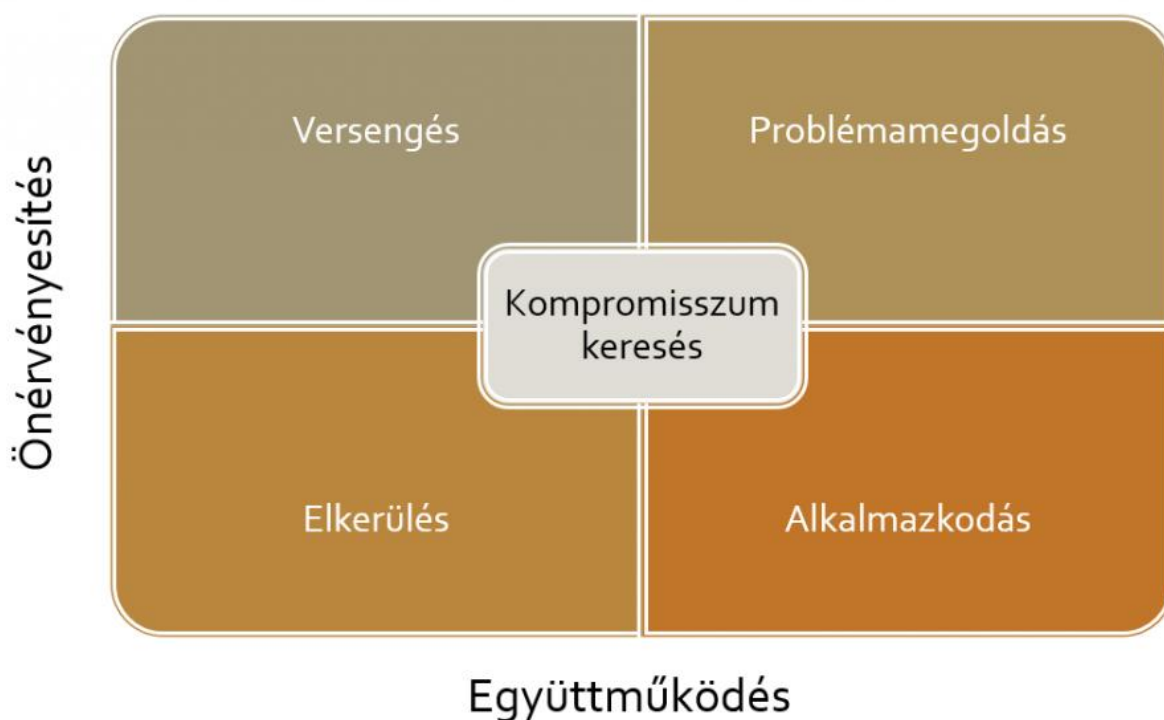 Versengés
Problémamegoldás
Önérvényesítés
Kompromisszum
keresés
Elkerülés
Alkalmazkodás
Együttműködés